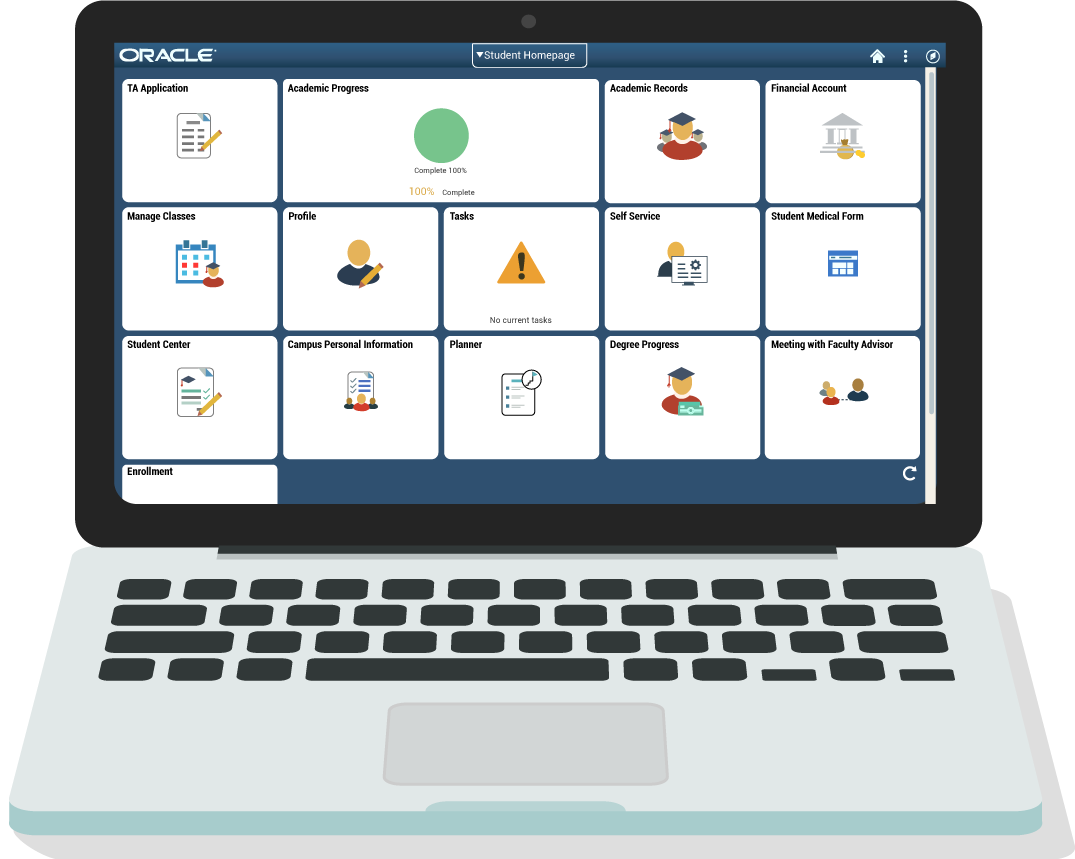 ORACLE
Student Homepage
TA Application
Academic Progress
Complete 100%
100% Complete
Academic Records
Financial Account
Manage Classes
Profile
Tasks
No current tasks
Self Service
Student Medical Form
Student Center
Campus Personal Information
Planner
Degree Progress
Meeting with Faculty Advisor
Enrollment